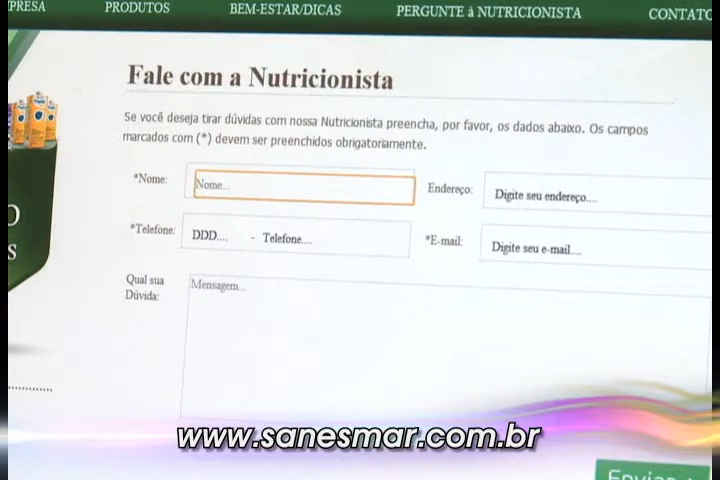 PRESA PRODUTOS BEM-ESTAR/DICAS PERGUNTE à NUTRICIONISTA CONTATO
Fale com a Nutricionista
Se você deseja tirar dúvidas com nossa Nutricionista preencha, por favor, os dados abaixo. Os campos
marcados com (*) devem ser preenchidos obrigatoriamente.
*Nome: Nome... Endereço: Digite seu endereço....
*Telefone: DDD.... - Telefone.... *E-mail: Digite seu e-mail....
Qual sua
Dúvida: Mensagem...
O
S
www.sanesmar.com.br
Enviar